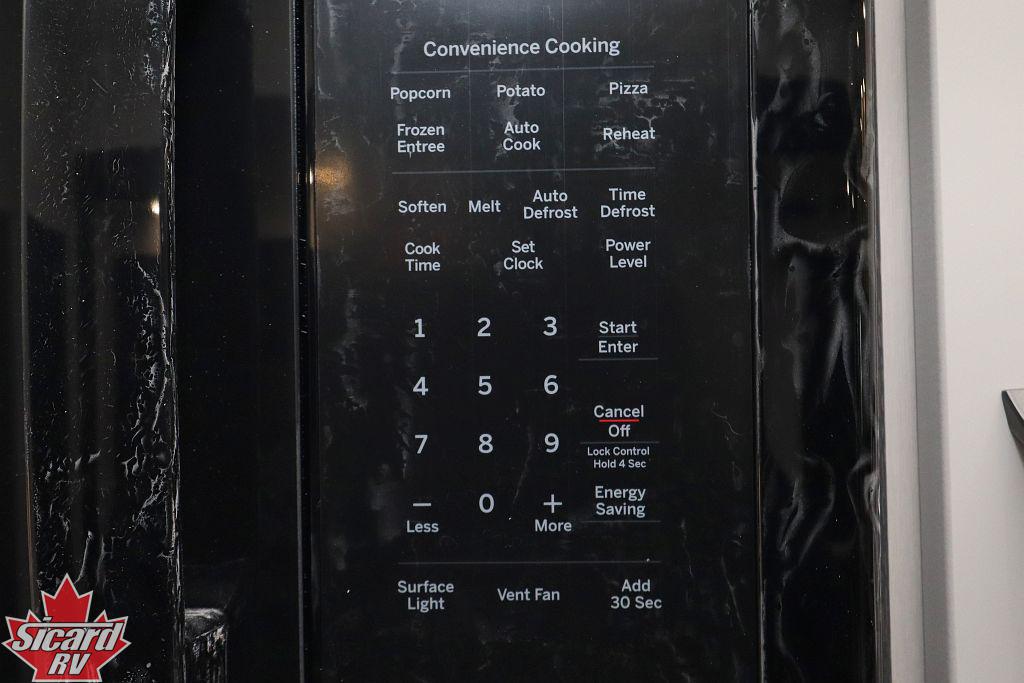 Convenience Cooking
Popcorn Potato Pizza
Frozen Entree
Auto Cook
Reheat
Soften Melt
Auto Defrost
Time Defrost
Cook Time
Set Clock
Power Level
1 2 3
Start
Enter
4 5 6
Cancel
Off
7 8 9
Lock Control
Hold 4 Sec
— 0 +
Less More
Energy
Saving
Surface Light
Vent Fan
Add 30 Sec
Sicard
RV